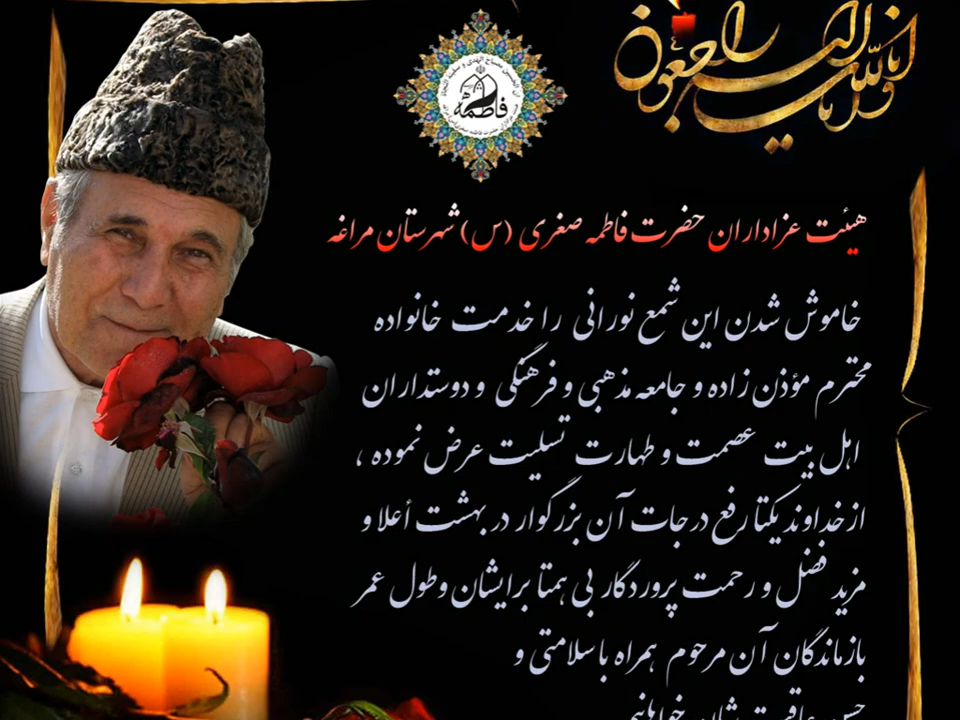 انا لله و انا الیه راجعون
فاطمه
هیئت عزاداران حضرت فاطمه صغری (س) شهرستان مراغه
خاموش شدن این شمع نورانی را خدمت خانواده
محترم مؤذن زاده و جامعه مذهبی و فرهنگی و دوستداران
اهل بیت عصمت و طهارت تسلیت عرض نموده ،
از خداوند یکتا رفع درجات آن بزرگوار در بهشت أعلا و
مزید فضل و رحمت پروردگار بی همتا برایشان وطول عمر
بازماندگان آن مرحوم همراه باسلامتی و